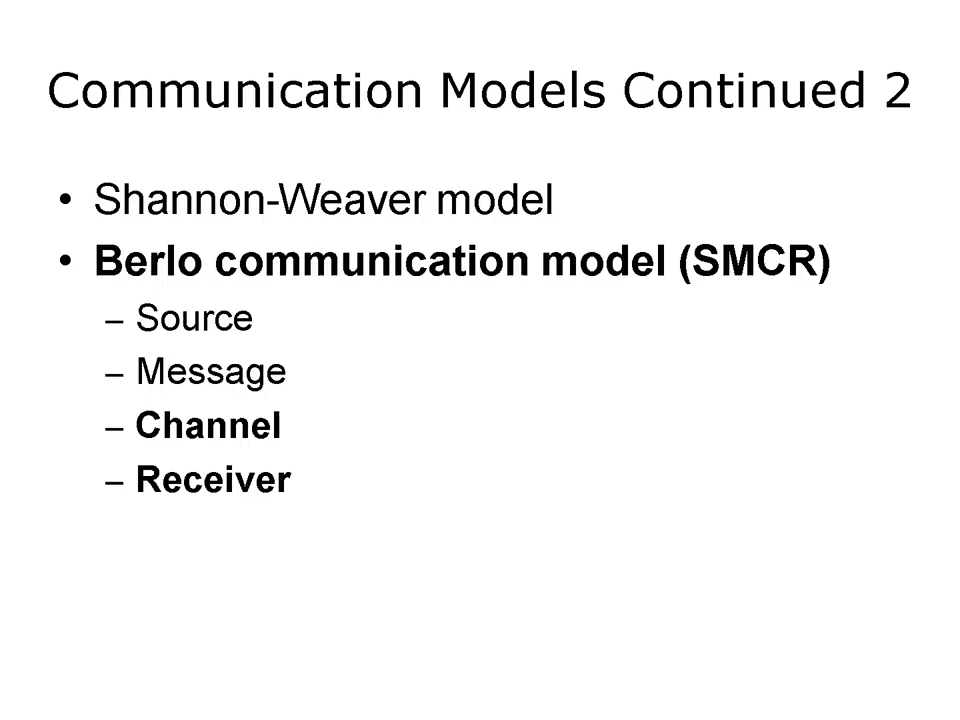 Communication Models Continued 2
• Shannon-Weaver model
• Berlo communication model (SMCR)
– Source
– Message
– Channel
– Receiver